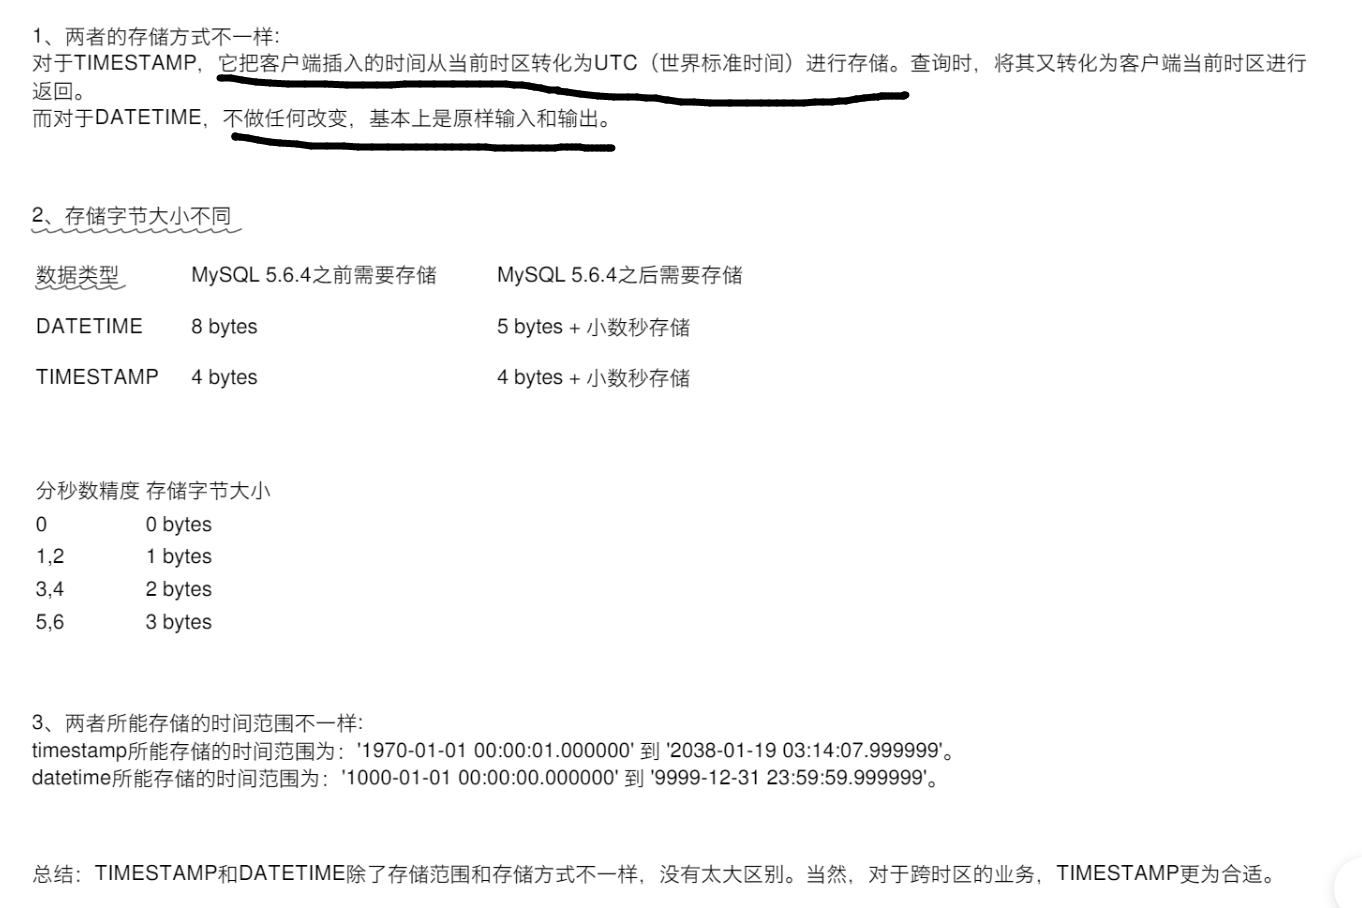 1、两者的存储方式不一样:
对于TIMESTAMP，它把客户端插入的时间从当前时区转化为UTC（世界标准时间）进行存储。查询时，将其又转化为客户端当前时区进行
返回。
而对于DATETIME，不做任何改变，基本上是原样输入和输出。
2、存储字节大小不同
数据类型 MySQL 5.6.4之前需要存储 MySQL 5.6.4之后需要存储
DATETIME 8 bytes 5 bytes + 小数秒存储
TIMESTAMP 4 bytes 4 bytes + 小数秒存储
分秒数精度 存储字节大小
0 0 bytes
1,2 1 bytes
3,4 2 bytes
5,6 3 bytes
3、两者所能存储的时间范围不一样:
timestamp所能存储的时间范围为：'1970-01-01 00:00:01.000000' 到 '2038-01-19 03:14:07.999999'。
datetime所能存储的时间范围为：'1000-01-01 00:00:00.000000' 到 '9999-12-31 23:59:59.999999'。
总结：TIMESTAMP和DATETIME除了存储范围和存储方式不一样，没有太大区别。当然，对于跨时区的业务，TIMESTAMP更为合适。